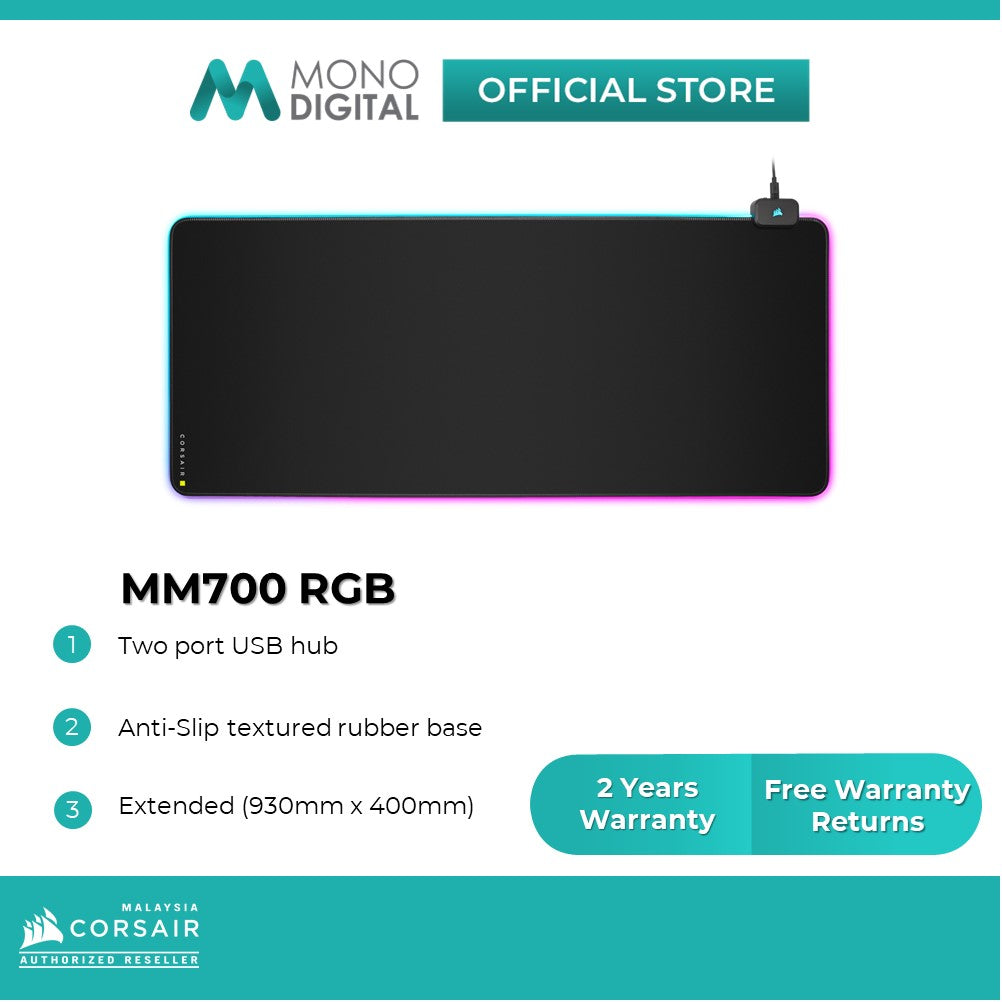 MONO
DIGITAL
OFFICIAL STORE
CORSAIR
MM700 RGB
1
Two port USB hub
2
Anti-Slip textured rubber base
3
Extended (930mm x 400mm)
2 Years
Warranty
Free Warranty
Returns
MALAYSIA
CORSAIR
AUTHORIZED RESELLER